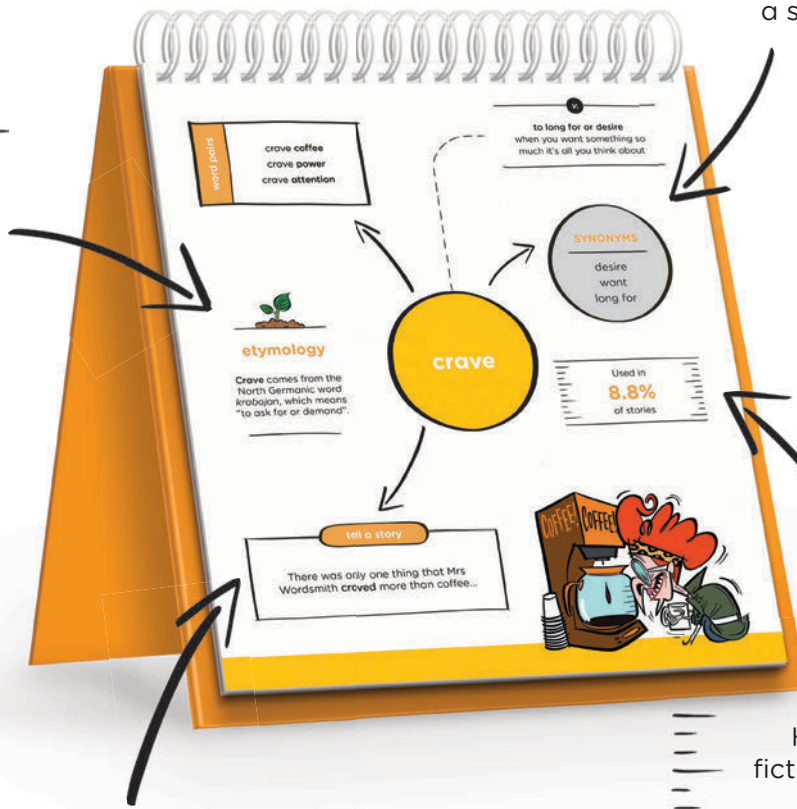 a s
v.
to long for or desire
when you want something so
much it's all you think about
word pairs
crave coffee
crave power
crave attention
SYNONYMS
desire
want
long for
etymology
Crave comes from the
North Germanic word
krabojan, which means
"to ask for or demand".
crave
Used in
8.8%
of stories
tell a story
There was only one thing that Mrs
Wordsmith craved more than coffee...
COFFEE!
COFFEE!
H
fict